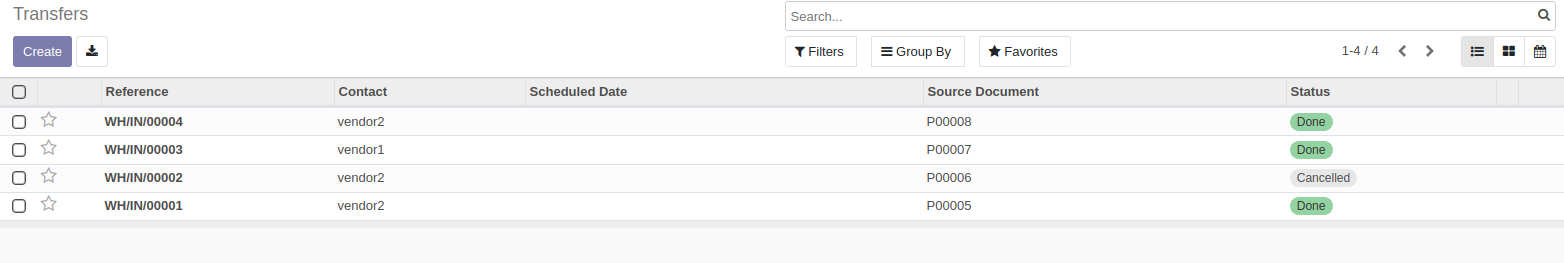 Transfers
Search...
Create
Filters Group By Favorites 1-4 / 4
Reference Contact Scheduled Date Source Document Status
WH/IN/00004 vendor2 P00008 Done
WH/IN/00003 vendor1 P00007 Done
WH/IN/00002 vendor2 P00006 Cancelled
WH/IN/00001 vendor2 P00005 Done